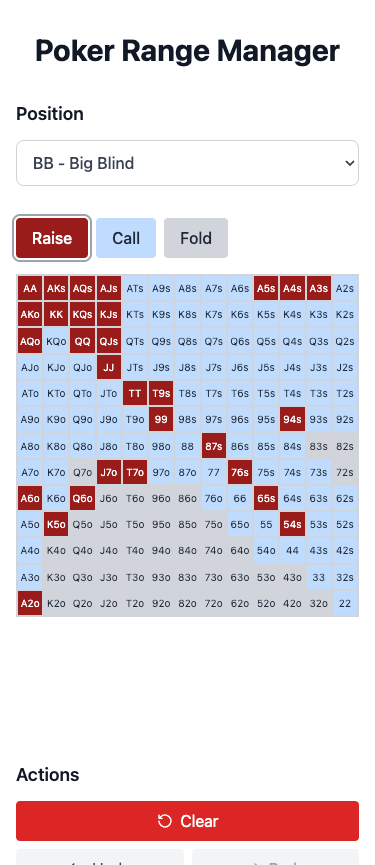 Poker Range Manager
Position
BB - Big Blind
Raise Call Fold
AA AKs AQs AJs ATs A9s A8s A7s A6s A5s A4s A3s A2s
AKo KK KQs KJs KTs K9s K8s K7s K6s K5s K4s K3s K2s
AQo KQo QQ QJs QTs Q9s Q8s Q7s Q6s Q5s Q4s Q3s Q2s
AJo KJo QJo JJ JTs J9s J8s J7s J6s J5s J4s J3s J2s
ATo KTo QTo JTo TT T9s T8s T7s T6s T5s T4s T3s T2s
A9o K9o Q9o J9o T9o 99 98s 97s 96s 95s 94s 93s 92s
A8o K8o Q8o J8o T8o 98o 88 87s 86s 85s 84s 83s 82s
A7o K7o Q7o J7o T7o 97o 87o 77 76s 75s 74s 73s 72s
A6o K6o Q6o J6o T6o 96o 86o 76o 66 65s 64s 63s 62s
A5o K5o Q5o J5o T5o 95o 85o 75o 65o 55 54s 53s 52s
A4o K4o Q4o J4o T4o 94o 84o 74o 64o 54o 44 43s 42s
A3o K3o Q3o J3o T3o 93o 83o 73o 63o 53o 43o 33 32s
A2o K2o Q2o J2o T2o 92o 82o 72o 62o 52o 42o 32o 22
Actions
Clear